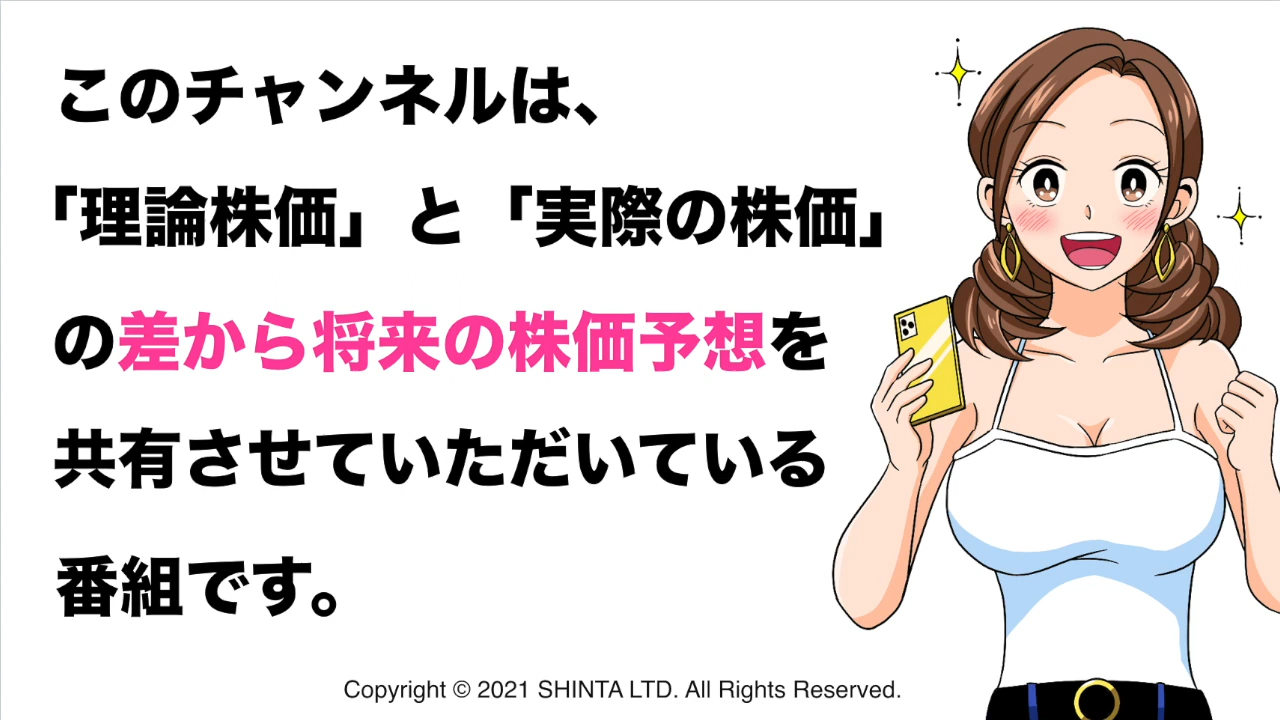 このチャンネルは、
「理論株価」と「実際の株価」
の差から将来の株価予想を
共有させていただいている
番組です。
Copyright © 2021 SHINTA LTD. All Rights Reserved.